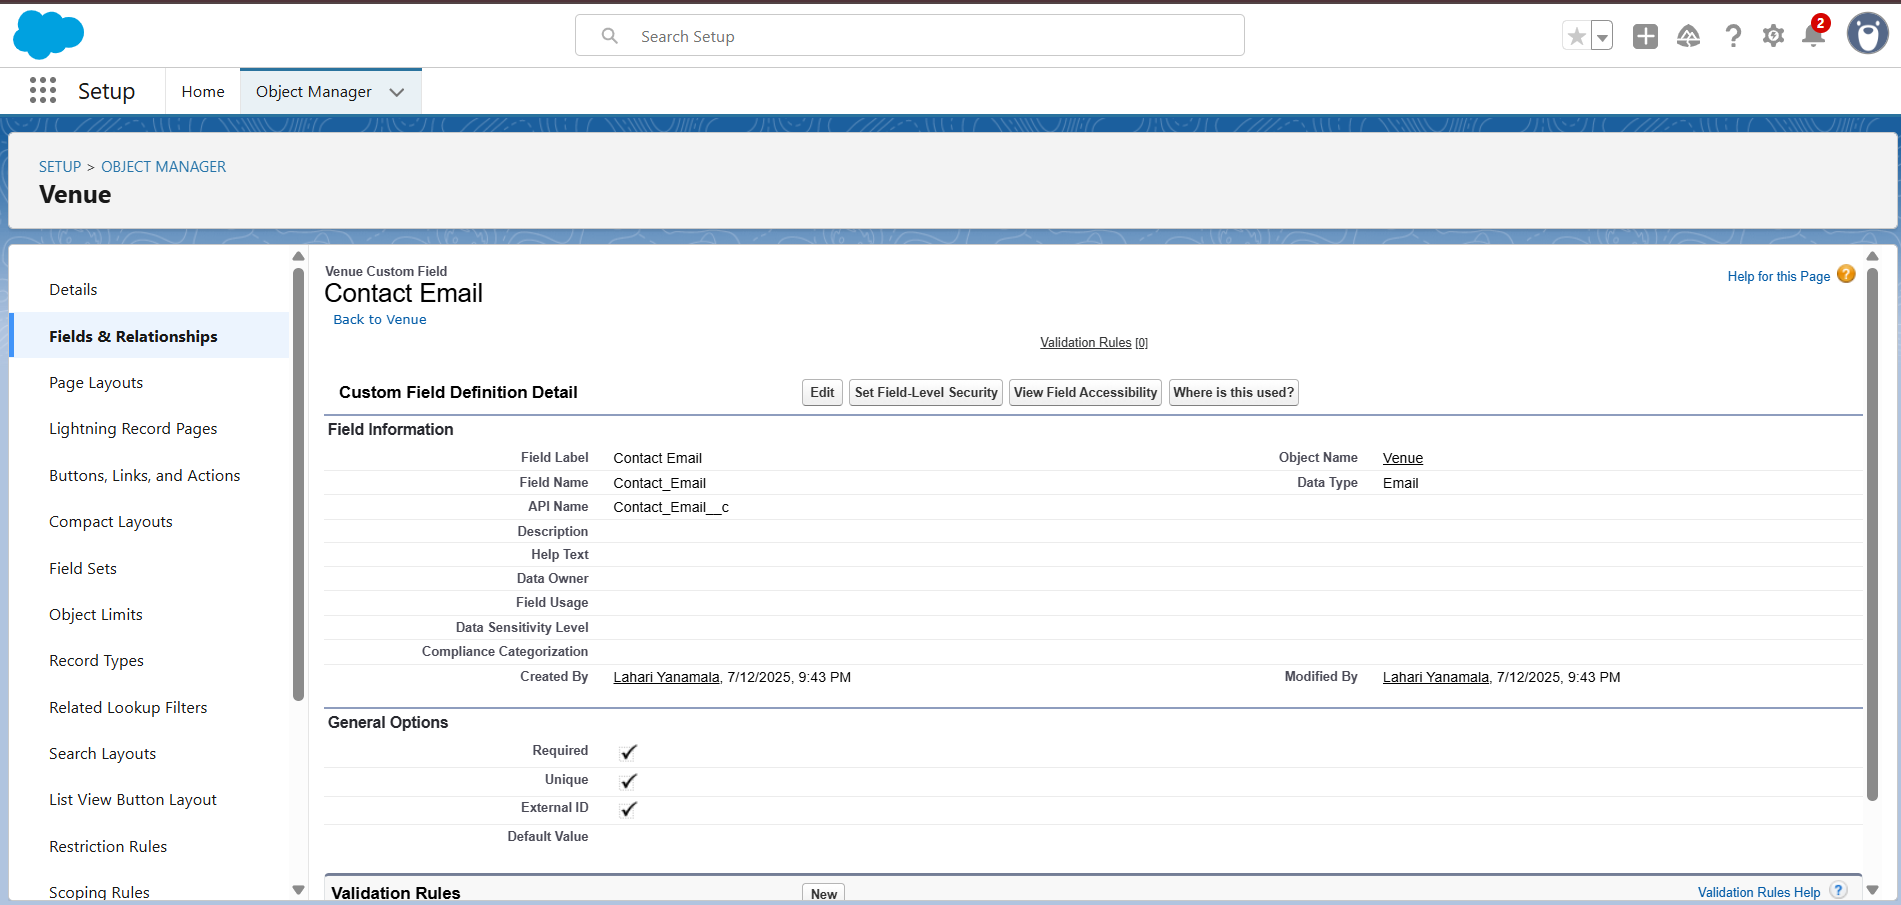 Search Setup
2
Setup
Home
Object Manager
SETUP > OBJECT MANAGER
Venue
Details
Fields & Relationships
Page Layouts
Lightning Record Pages
Buttons, Links, and Actions
Compact Layouts
Field Sets
Object Limits
Record Types
Related Lookup Filters
Search Layouts
List View Button Layout
Restriction Rules
Scoping Rules
Venue Custom Field
Contact Email
Back to Venue
Help for this Page ?
Validation Rules [0]
Custom Field Definition Detail
Edit
Set Field-Level Security
View Field Accessibility
Where is this used?
Field Information
Field Label Contact Email Object Name Venue
Field Name Contact_Email Data Type Email
API Name Contact_Email__c
Description
Help Text
Data Owner
Field Usage
Data Sensitivity Level
Compliance Categorization
Created By Lahari Yanamala, 7/12/2025, 9:43 PM Modified By Lahari Yanamala, 7/12/2025, 9:43 PM
General Options
Required
Unique
External ID
Default Value
Validation Rules
New
Validation Rules Help ?